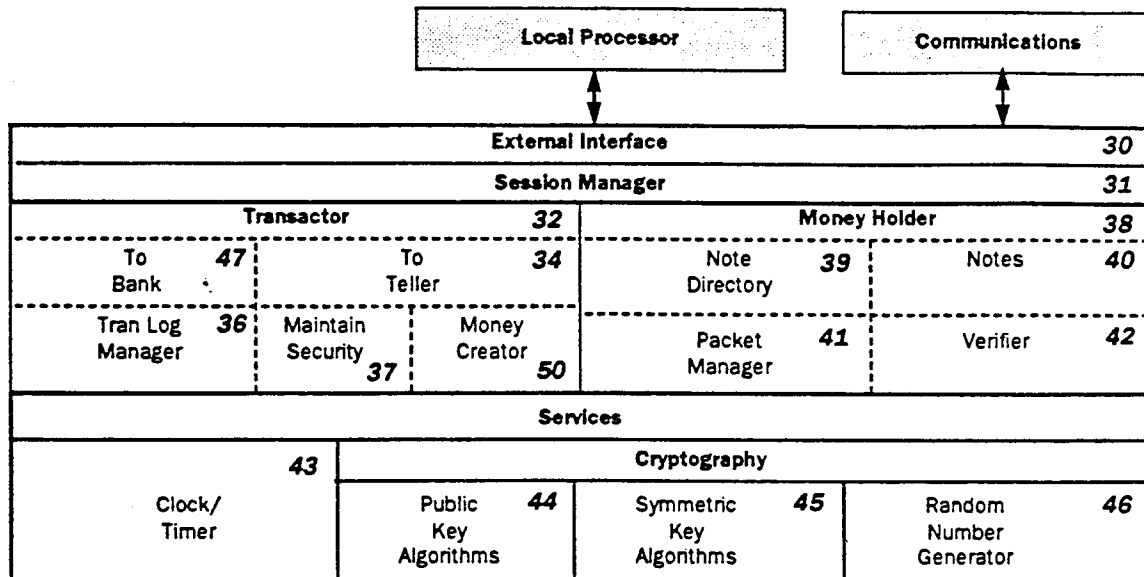 Local Processor
Communications
External Interface 30
Session Manager 31
Transactor 32
Money Holder 38
To Bank 47
To Teller 34
Note Directory 39
Notes 40
Tran Log Manager 36
Maintain Security 37
Money Creator 50
Packet Manager 41
Verifier 42
Services
43
Cryptography
Clock/
Timer
Public 44
Key
Algorithms
Symmetric 45
Key
Algorithms
Random 46
Number
Generator